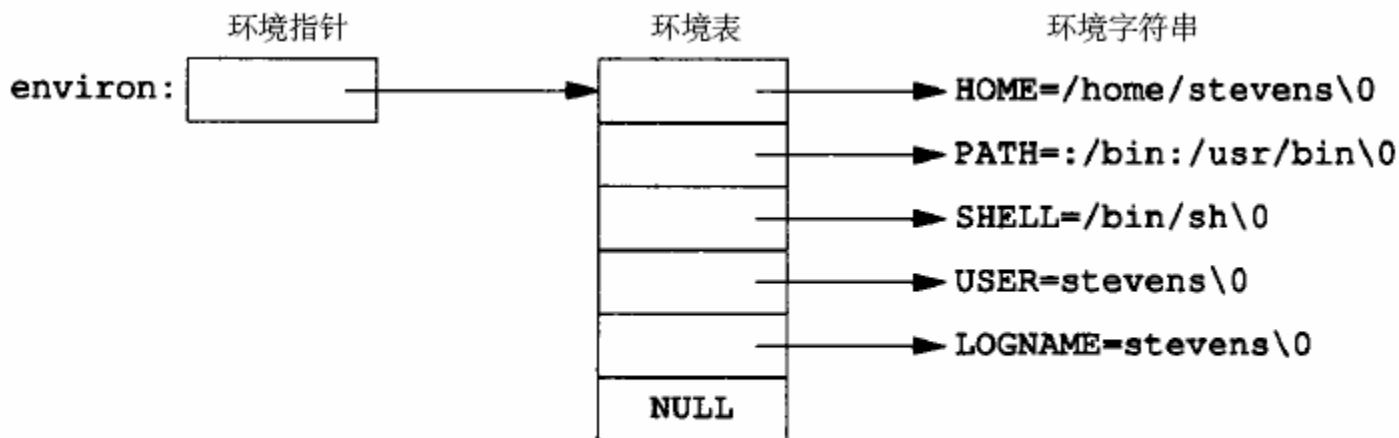 环境指针 环境表 环境字符串
environ: HOME=/home/stevens\0
PATH=:/bin:/usr/bin\0
SHELL=/bin/sh\0
USER=stevens\0
LOGNAME=stevens\0
NULL